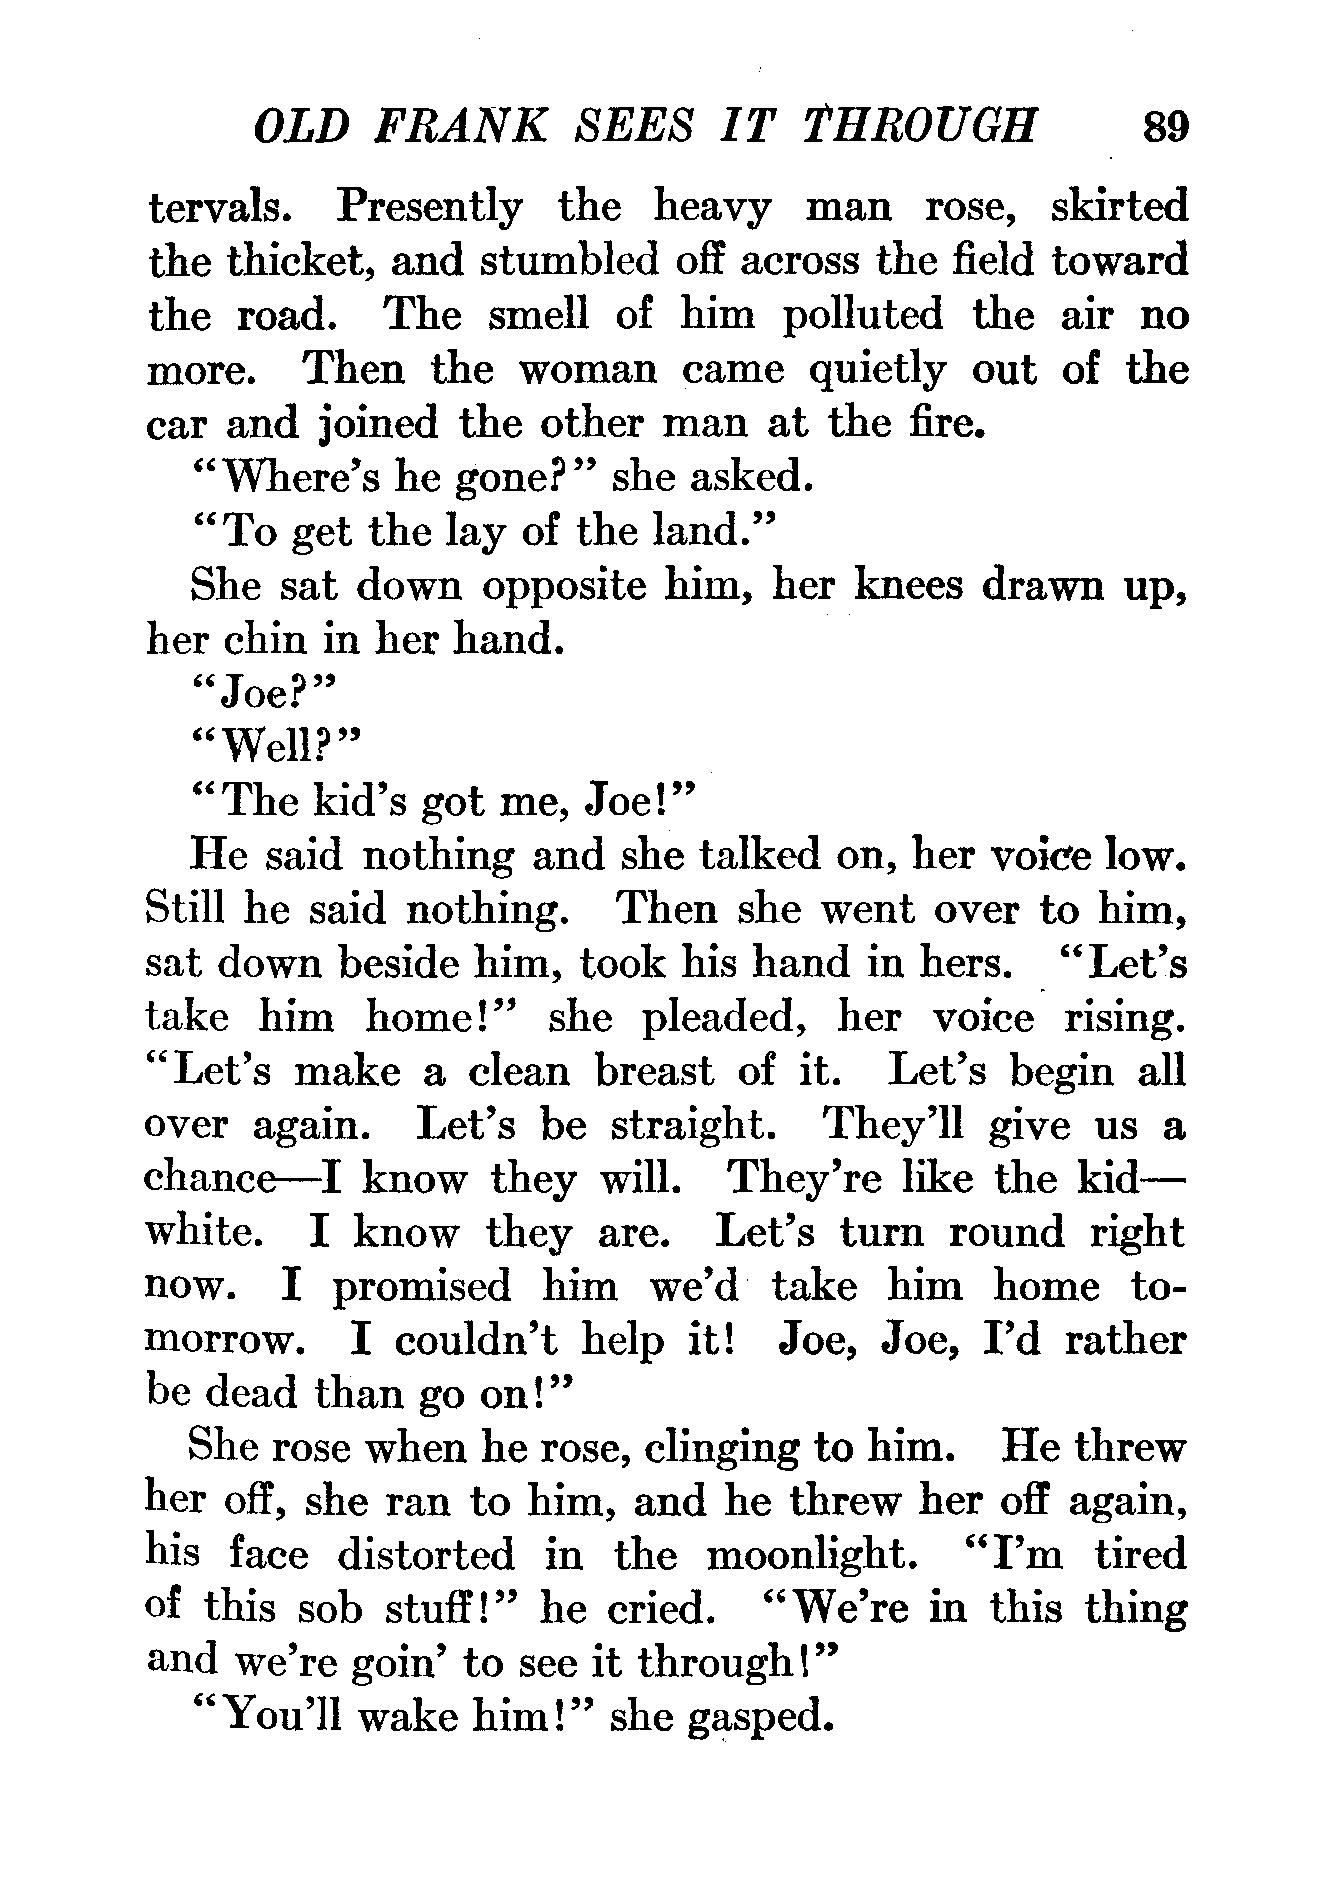 OLD FRANK SEES IT THROUGH 89
tervals. Presently the heavy man rose, skirted
the thicket, and stumbled off across the field toward
the road. The smell of him polluted the air no
more. Then the woman came quietly out of the
car and joined the other man at the fire.
“Where’s he gone?” she asked.
“To get the lay of the land.”
She sat down opposite him, her knees drawn up,
her chin in her hand.
“Joe?”
“Well?”
“The kid’s got me, Joe!”
He said nothing and she talked on, her voice low.
Still he said nothing. Then she went over to him,
sat down beside him, took his hand in hers. “Let’s
take him home!” she pleaded, her voice rising.
“Let’s make a clean breast of it. Let’s begin all
over again. Let’s be straight. They’ll give us a
chance—I know they will. They’re like the kid—
white. I know they are. Let’s turn round right
now. I promised him we’d take him home to-
morrow. I couldn’t help it! Joe, Joe, I’d rather
be dead than go on!”
She rose when he rose, clinging to him. He threw
her off, she ran to him, and he threw her off again,
his face distorted in the moonlight. “I’m tired
of this sob stuff!” he cried. “We’re in this thing
and we’re goin’ to see it through!”
“You’ll wake him!” she gasped.